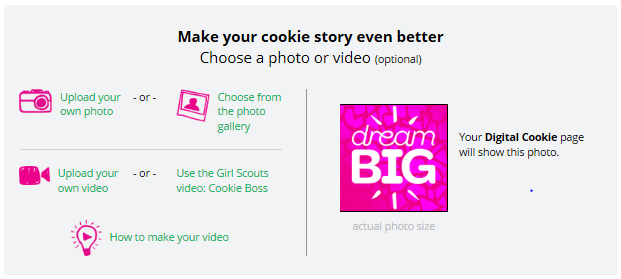 Make your cookie story even better
Choose a photo or video (optional)
Upload your
own photo
- or -
Choose from
the photo
gallery
Upload your
own video
- or -
Use the Girl Scouts
video: Cookie Boss
How to make your video
dream
BIG
actual photo size
Your Digital Cookie page
will show this photo.